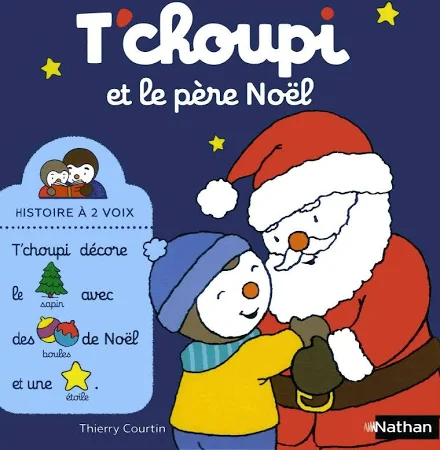 T'choupi
et le père Noël
HISTOIRE À 2 VOIX
T'choupi décore
le sapin avec
des boules de Noël
et une étoile.
Thierry Courtin
Nathan